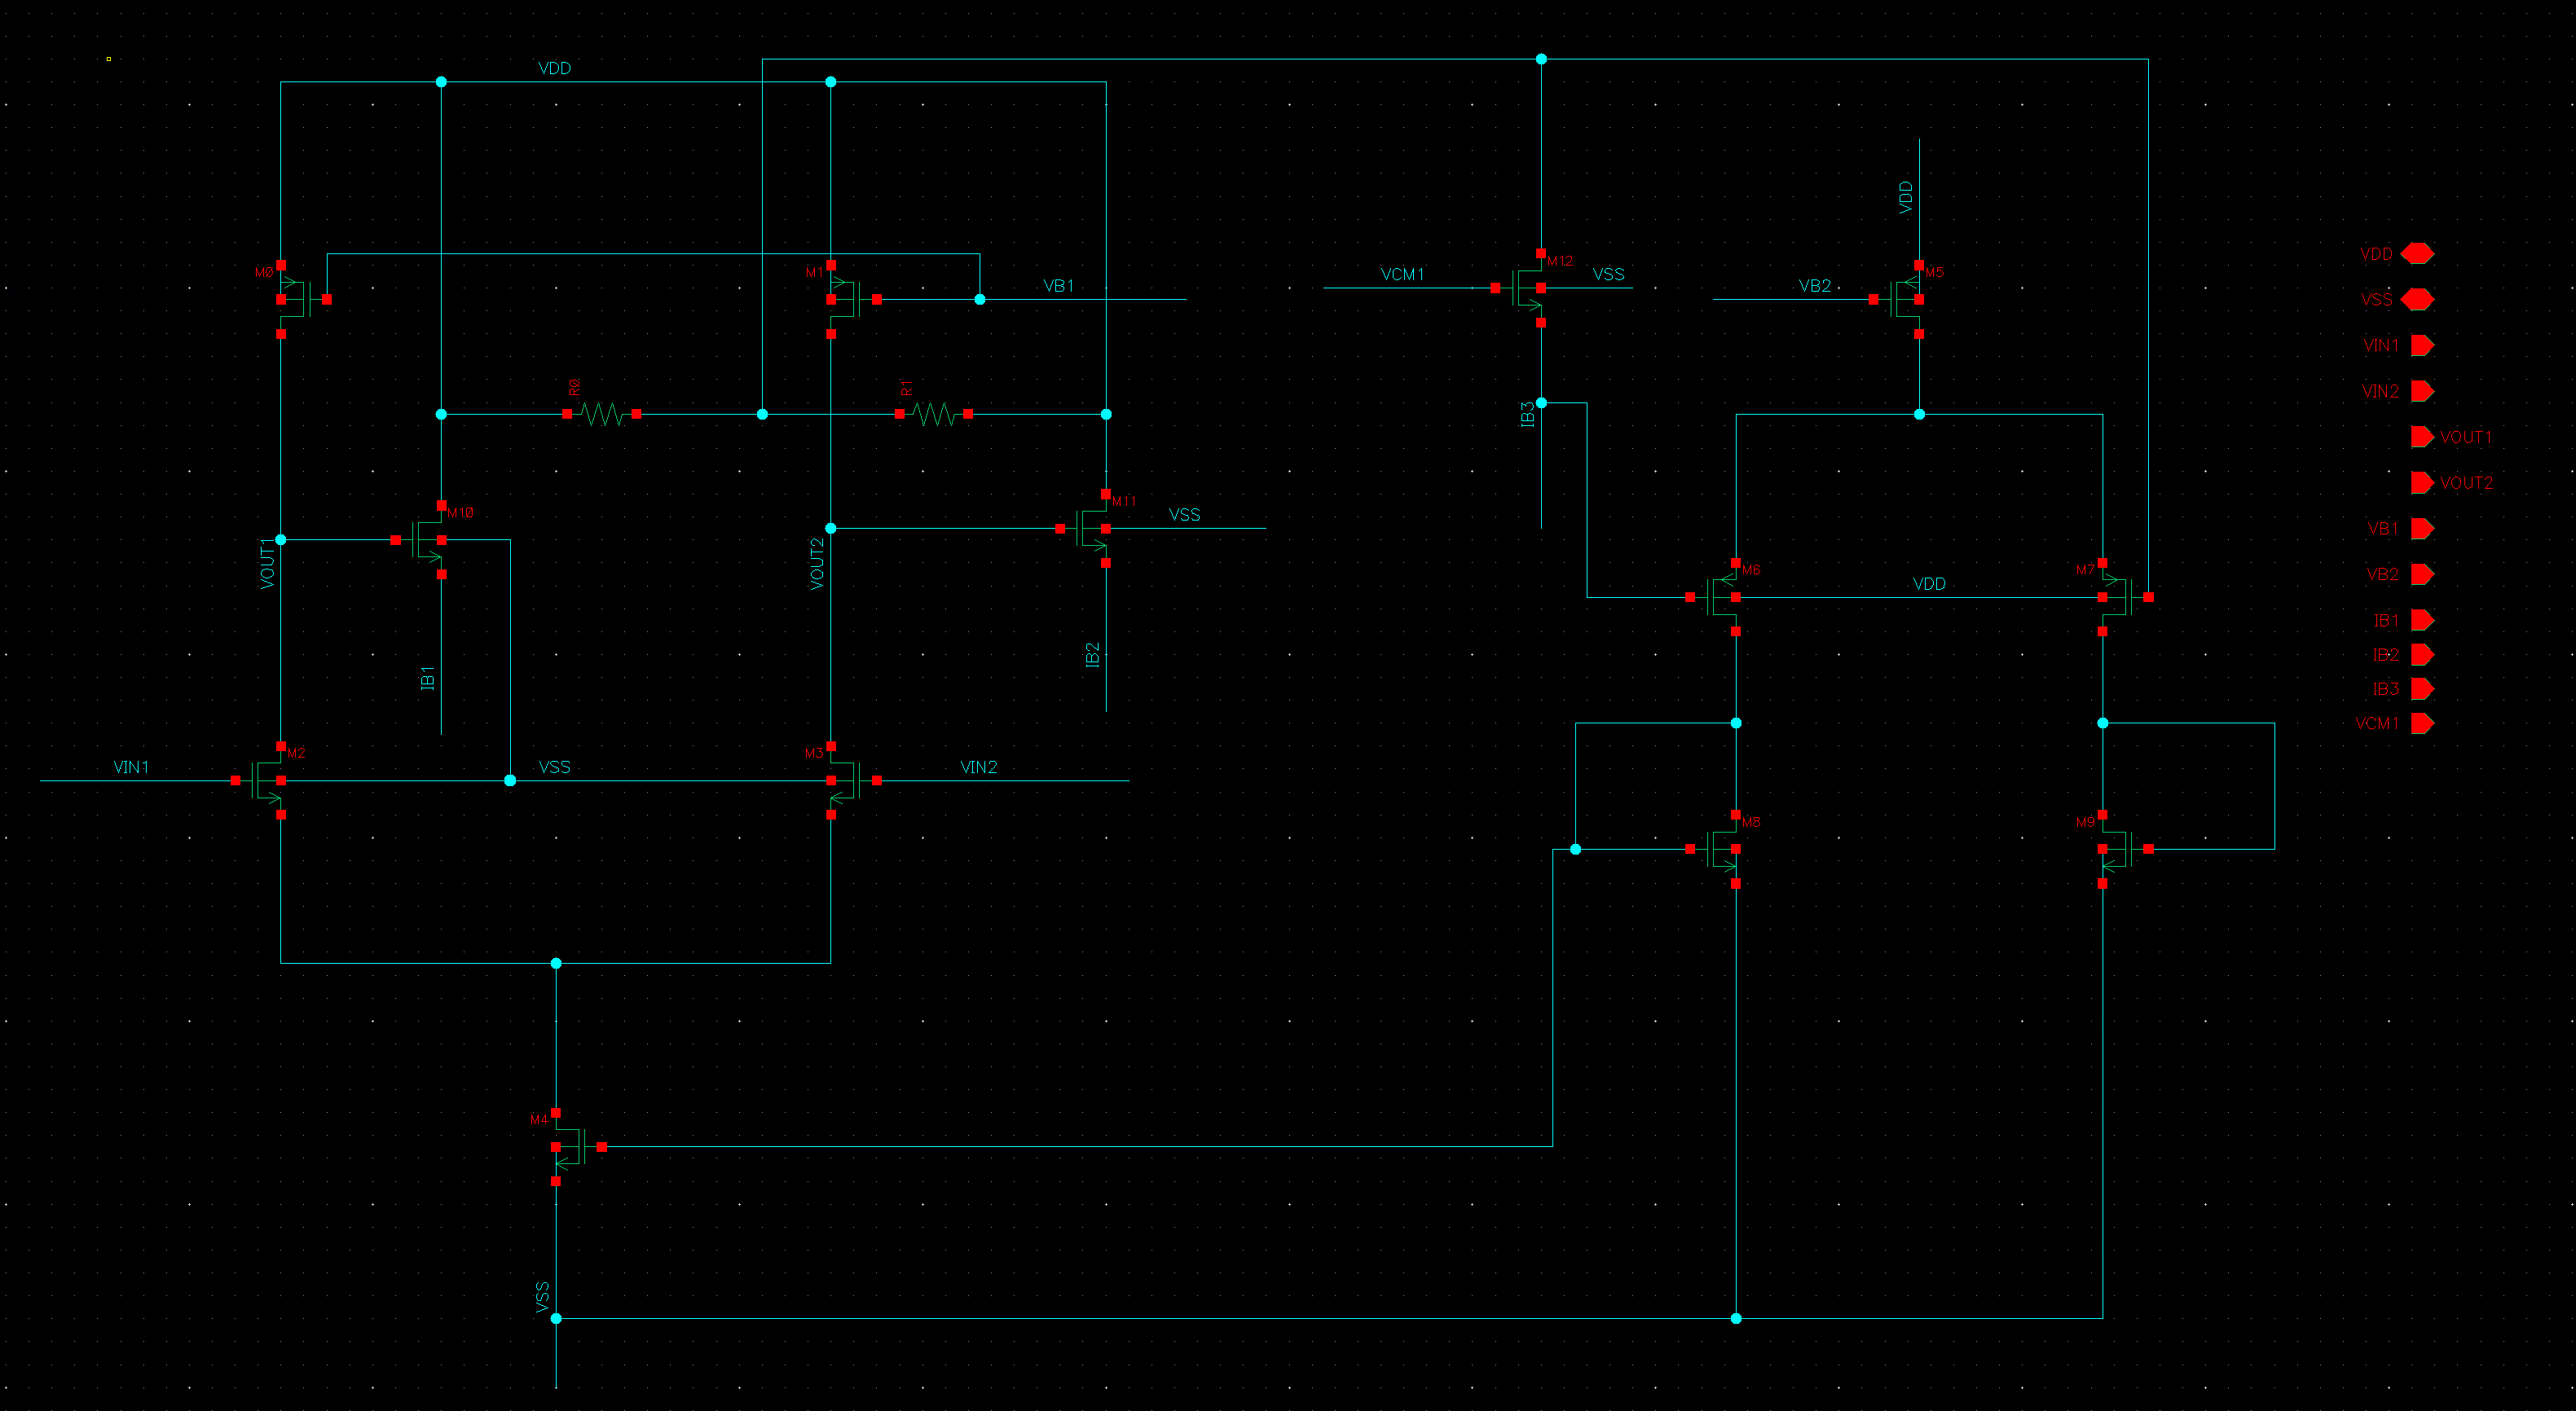 VDD
VDD
M0
M1
VB1
VCM1
M12
VSS
VB2
M5
R0
R1
IB3
M10
M11
VSS
VOUT1
VOUT2
IB1
IB2
M6
VDD
M7
VIN1
M2
VSS
M3
VIN2
M8
M9
M4
VSS
VDD
VSS
VIN1
VIN2
VOUT1
VOUT2
VB1
VB2
IB1
IB2
IB3
VCM1